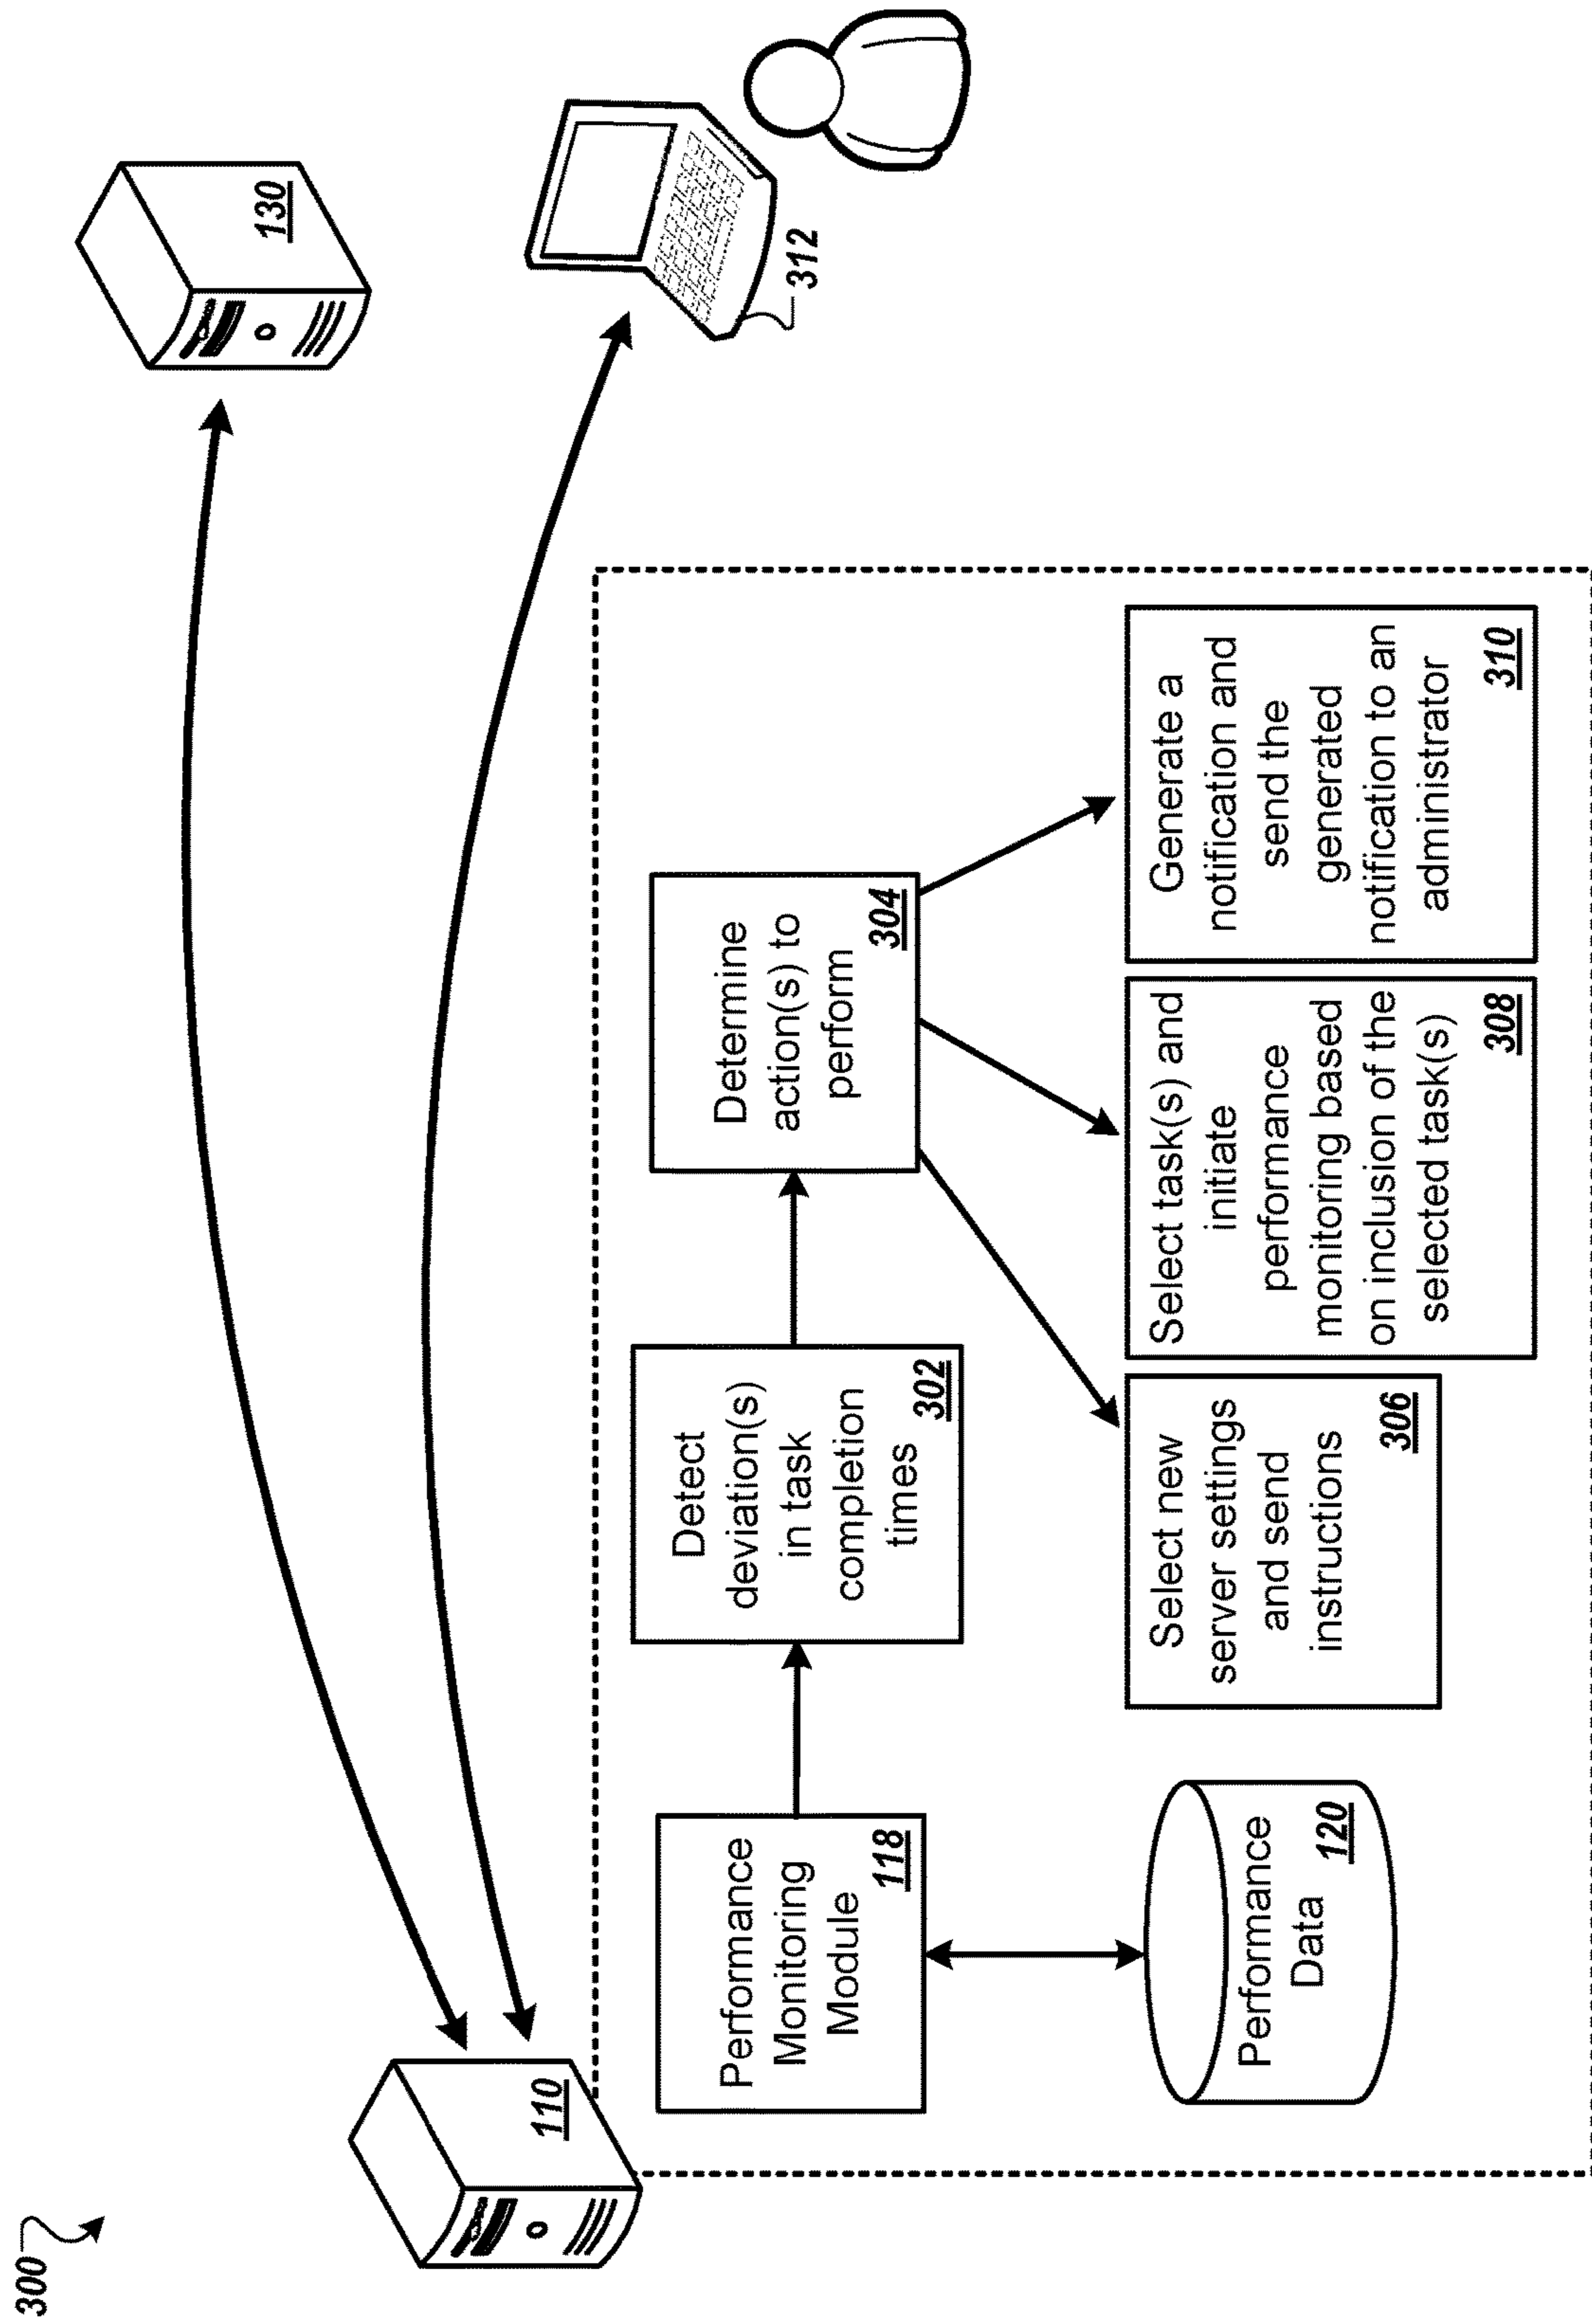 300
110
130
312
Performance
Monitoring
Module
118
Detect
deviation(s)
in task
completion
times
302
Determine
action(s) to
perform
304
Performance
Data
120
Select new
server settings
and send
instructions
306
Select task(s) and
initiate
performance
monitoring based
on inclusion of the
selected task(s)
308
Generate a
notification and
send the
generated
notification to an
administrator
310